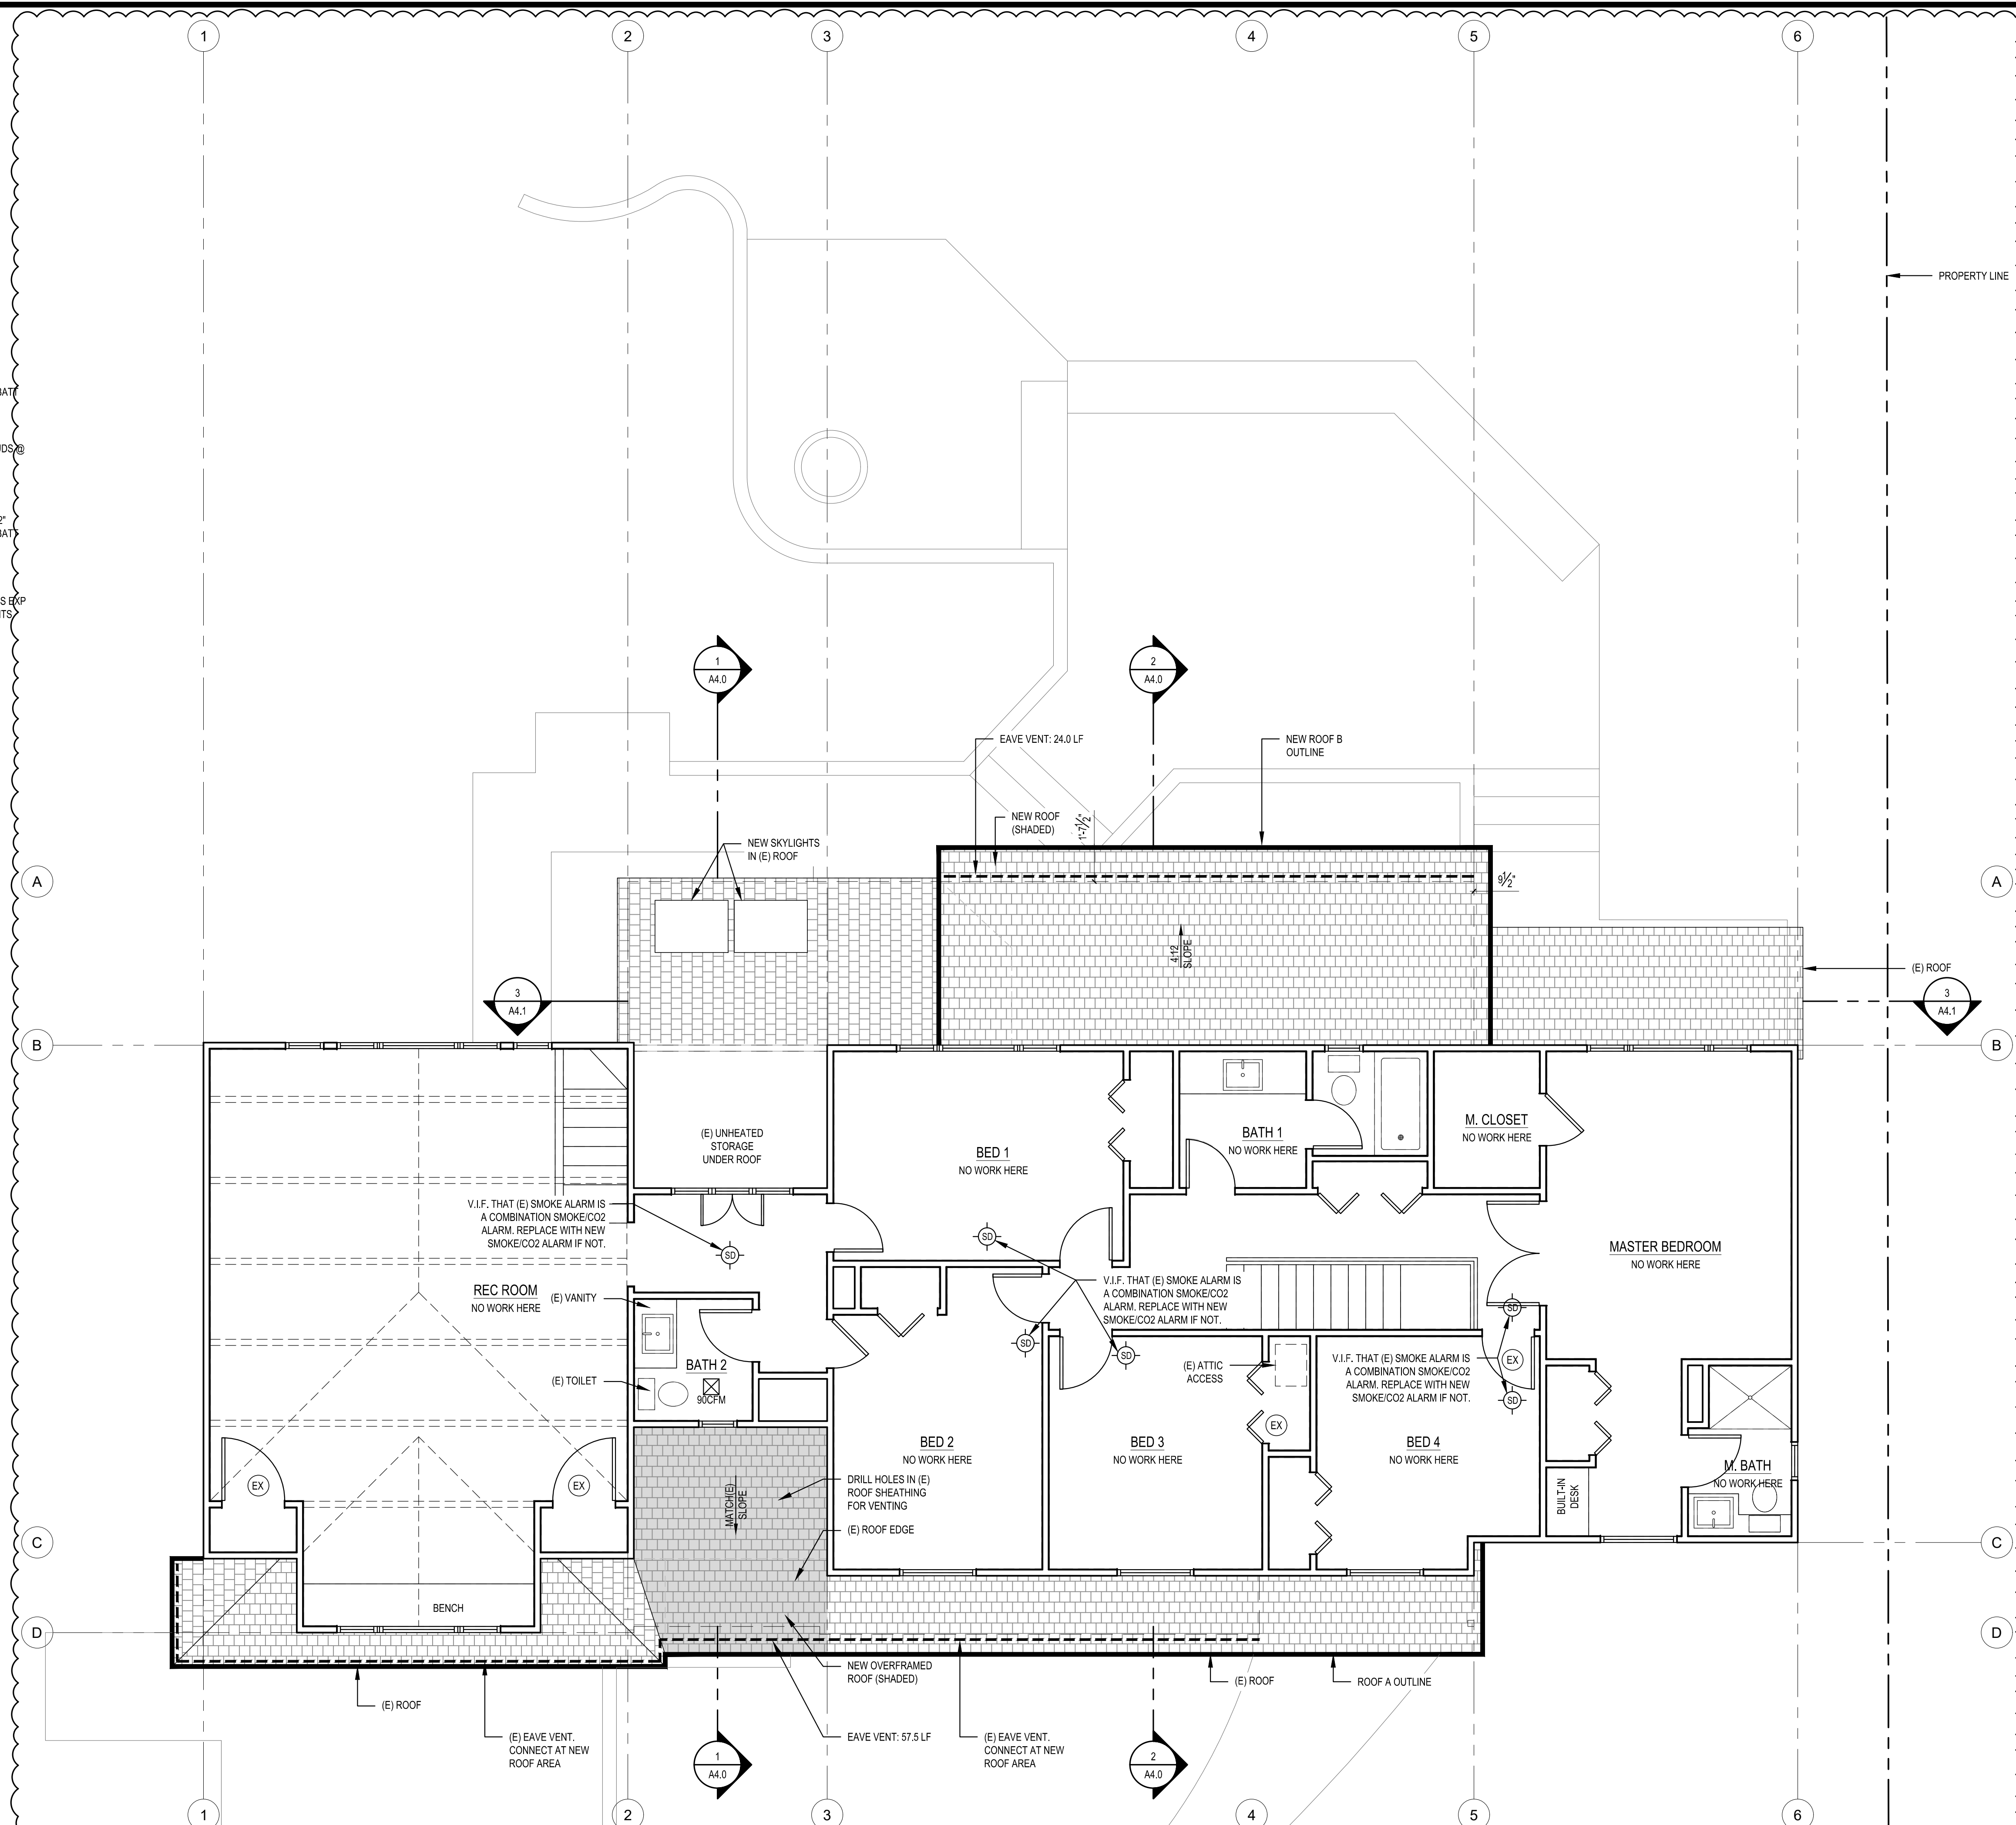 1
2
3
4
5
6
PROPERTY LINE
BATT
UDS @
2"
BATT
S EXP
ITS
1
A4.0
2
A4.0
EAVE VENT: 24.0 LF
NEW ROOF B
OUTLINE
NEW ROOF
(SHADED)
1'-7 1/2"
NEW SKYLIGHTS
IN (E) ROOF
A
9 1/2"
A
4:12
SLOPE
(E) ROOF
3
A4.1
3
A4.1
B
B
(E) UNHEATED
STORAGE
UNDER ROOF
BED 1
NO WORK HERE
BATH 1
NO WORK HERE
M. CLOSET
NO WORK HERE
V.I.F. THAT (E) SMOKE ALARM IS
A COMBINATION SMOKE/CO2
ALARM. REPLACE WITH NEW
SMOKE/CO2 ALARM IF NOT.
SD
SD
MASTER BEDROOM
NO WORK HERE
REC ROOM
NO WORK HERE
(E) VANITY
V.I.F. THAT (E) SMOKE ALARM IS
A COMBINATION SMOKE/CO2
ALARM. REPLACE WITH NEW
SMOKE/CO2 ALARM IF NOT.
SD
SD
SD
BATH 2
90CFM
(E) TOILET
(E) ATTIC
ACCESS
V.I.F. THAT (E) SMOKE ALARM IS
A COMBINATION SMOKE/CO2
ALARM. REPLACE WITH NEW
SMOKE/CO2 ALARM IF NOT.
EX
SD
EX
BED 2
NO WORK HERE
BED 3
NO WORK HERE
BED 4
NO WORK HERE
M. BATH
NO WORK HERE
EX
EX
DRILL HOLES IN (E)
ROOF SHEATHING
FOR VENTING
MATCH(E)
SLOPE
BUILT-IN
DESK
(E) ROOF EDGE
C
C
BENCH
D
D
NEW OVERFRAMED
ROOF (SHADED)
(E) ROOF
ROOF A OUTLINE
(E) ROOF
(E) EAVE VENT.
CONNECT AT NEW
ROOF AREA
EAVE VENT: 57.5 LF
(E) EAVE VENT.
CONNECT AT NEW
ROOF AREA
1
A4.0
2
A4.0
1
2
3
4
5
6